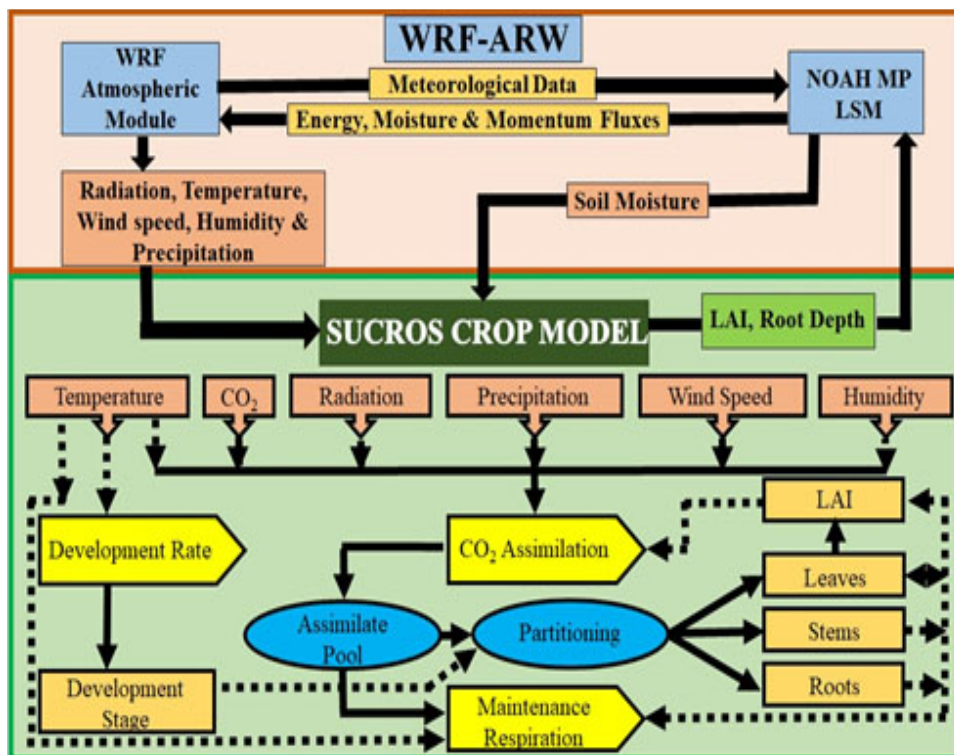 WRF-ARW
WRF
Atmospheric
Module
Meteorological Data
Energy, Moisture & Momentum Fluxes
NOAH MP
LSM
Radiation, Temperature,
Wind speed, Humidity &
Precipitation
Soil Moisture
SUCROS CROP MODEL
LAI, Root Depth
Temperature
CO₂
Radiation
Precipitation
Wind Speed
Humidity
Development Rate
CO₂ Assimilation
LAI
Leaves
Assimilate
Pool
Partitioning
Stems
Roots
Development
Stage
Maintenance
Respiration